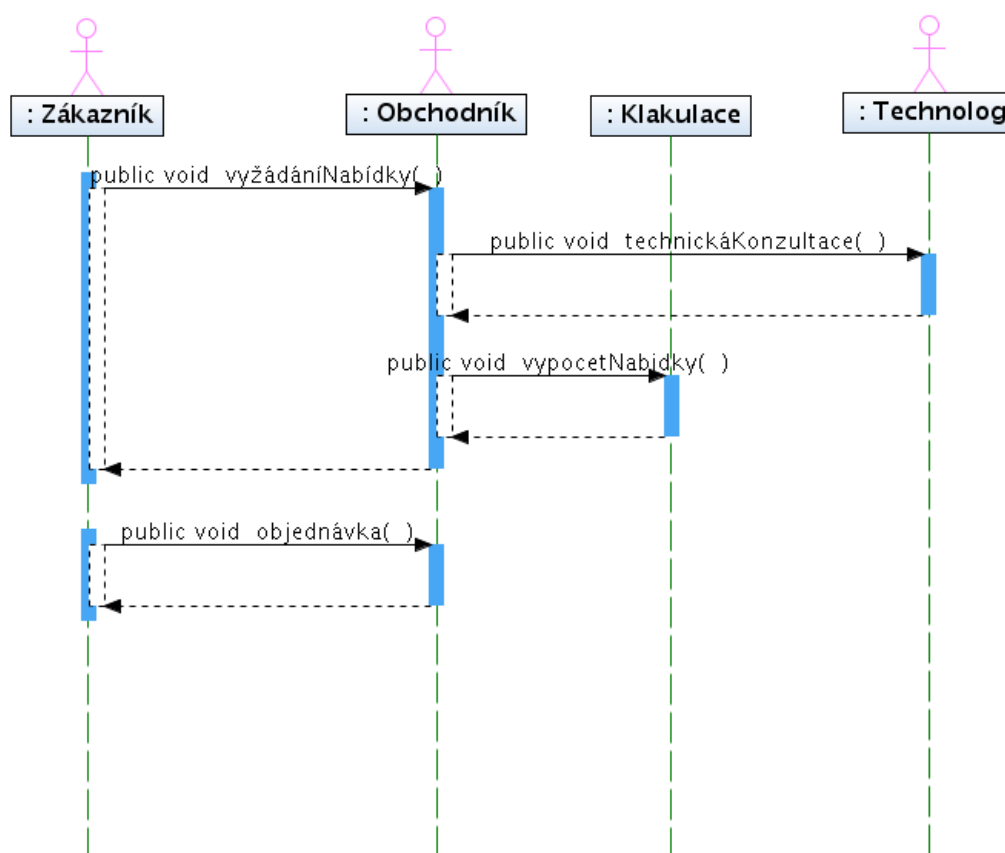 : Zákazník
: Obchodník
: Klakulace
: Technolog
public void vyžádáníNabídky( )
public void technickáKonzultace( )
public void vypocetNabidky( )
public void objednávka( )